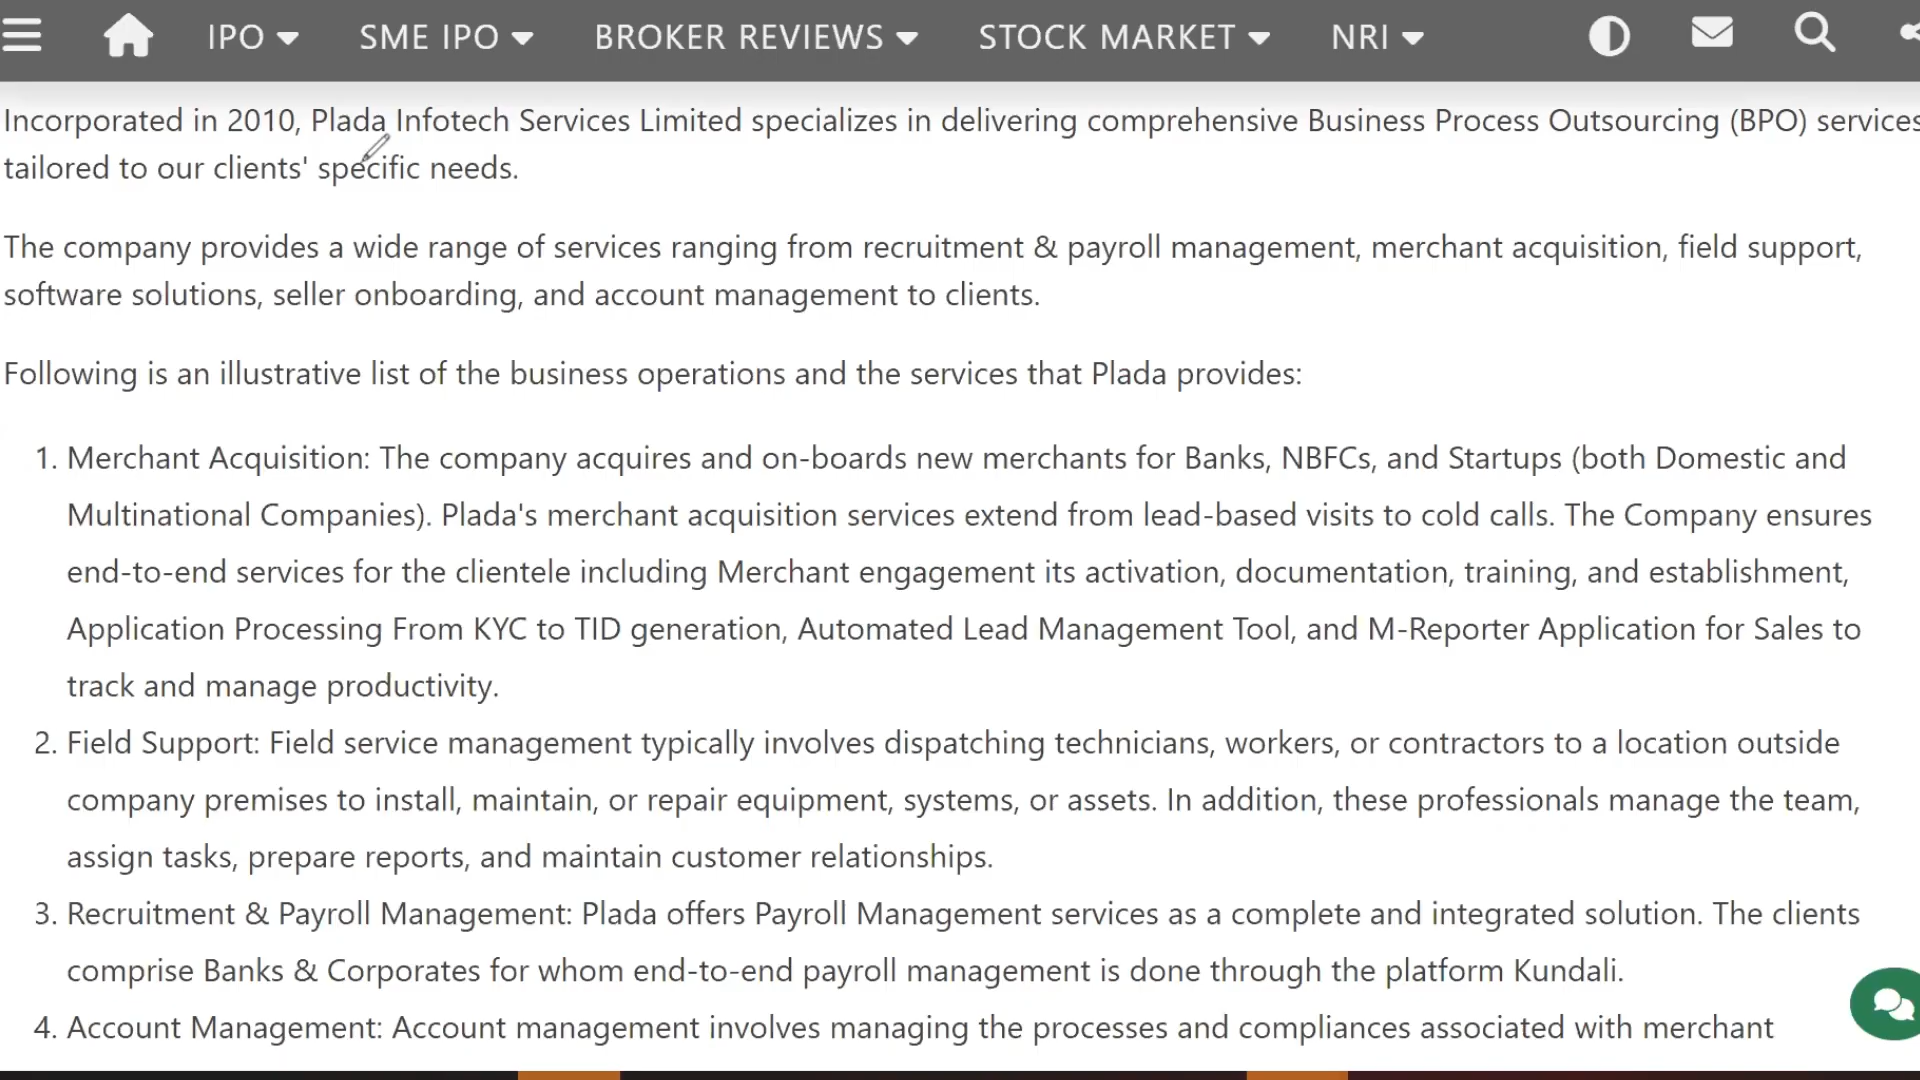 IPO SME IPO BROKER REVIEWS STOCK MARKET NRI
Incorporated in 2010, Plada Infotech Services Limited specializes in delivering comprehensive Business Process Outsourcing (BPO) services
tailored to our clients' specific needs.
The company provides a wide range of services ranging from recruitment & payroll management, merchant acquisition, field support,
software solutions, seller onboarding, and account management to clients.
Following is an illustrative list of the business operations and the services that Plada provides:
1. Merchant Acquisition: The company acquires and on-boards new merchants for Banks, NBFCs, and Startups (both Domestic and
Multinational Companies). Plada's merchant acquisition services extend from lead-based visits to cold calls. The Company ensures
end-to-end services for the clientele including Merchant engagement its activation, documentation, training, and establishment,
Application Processing From KYC to TID generation, Automated Lead Management Tool, and M-Reporter Application for Sales to
track and manage productivity.
2. Field Support: Field service management typically involves dispatching technicians, workers, or contractors to a location outside
company premises to install, maintain, or repair equipment, systems, or assets. In addition, these professionals manage the team,
assign tasks, prepare reports, and maintain customer relationships.
3. Recruitment & Payroll Management: Plada offers Payroll Management services as a complete and integrated solution. The clients
comprise Banks & Corporates for whom end-to-end payroll management is done through the platform Kundali.
4. Account Management: Account management involves managing the processes and compliances associated with merchant